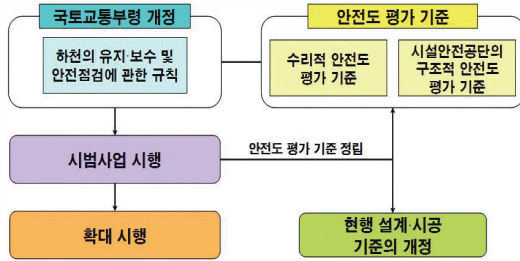 국토교통부령 개정
하천의 유지·보수 및
안전점검에 관한 규칙
안전도 평가 기준
수리적 안전도
평가 기준
시설안전공단의
구조적 안전도
평가 기준
시범사업 시행
안전도 평가 기준 정립
확대 시행
현행 설계·시공
기준의 개정